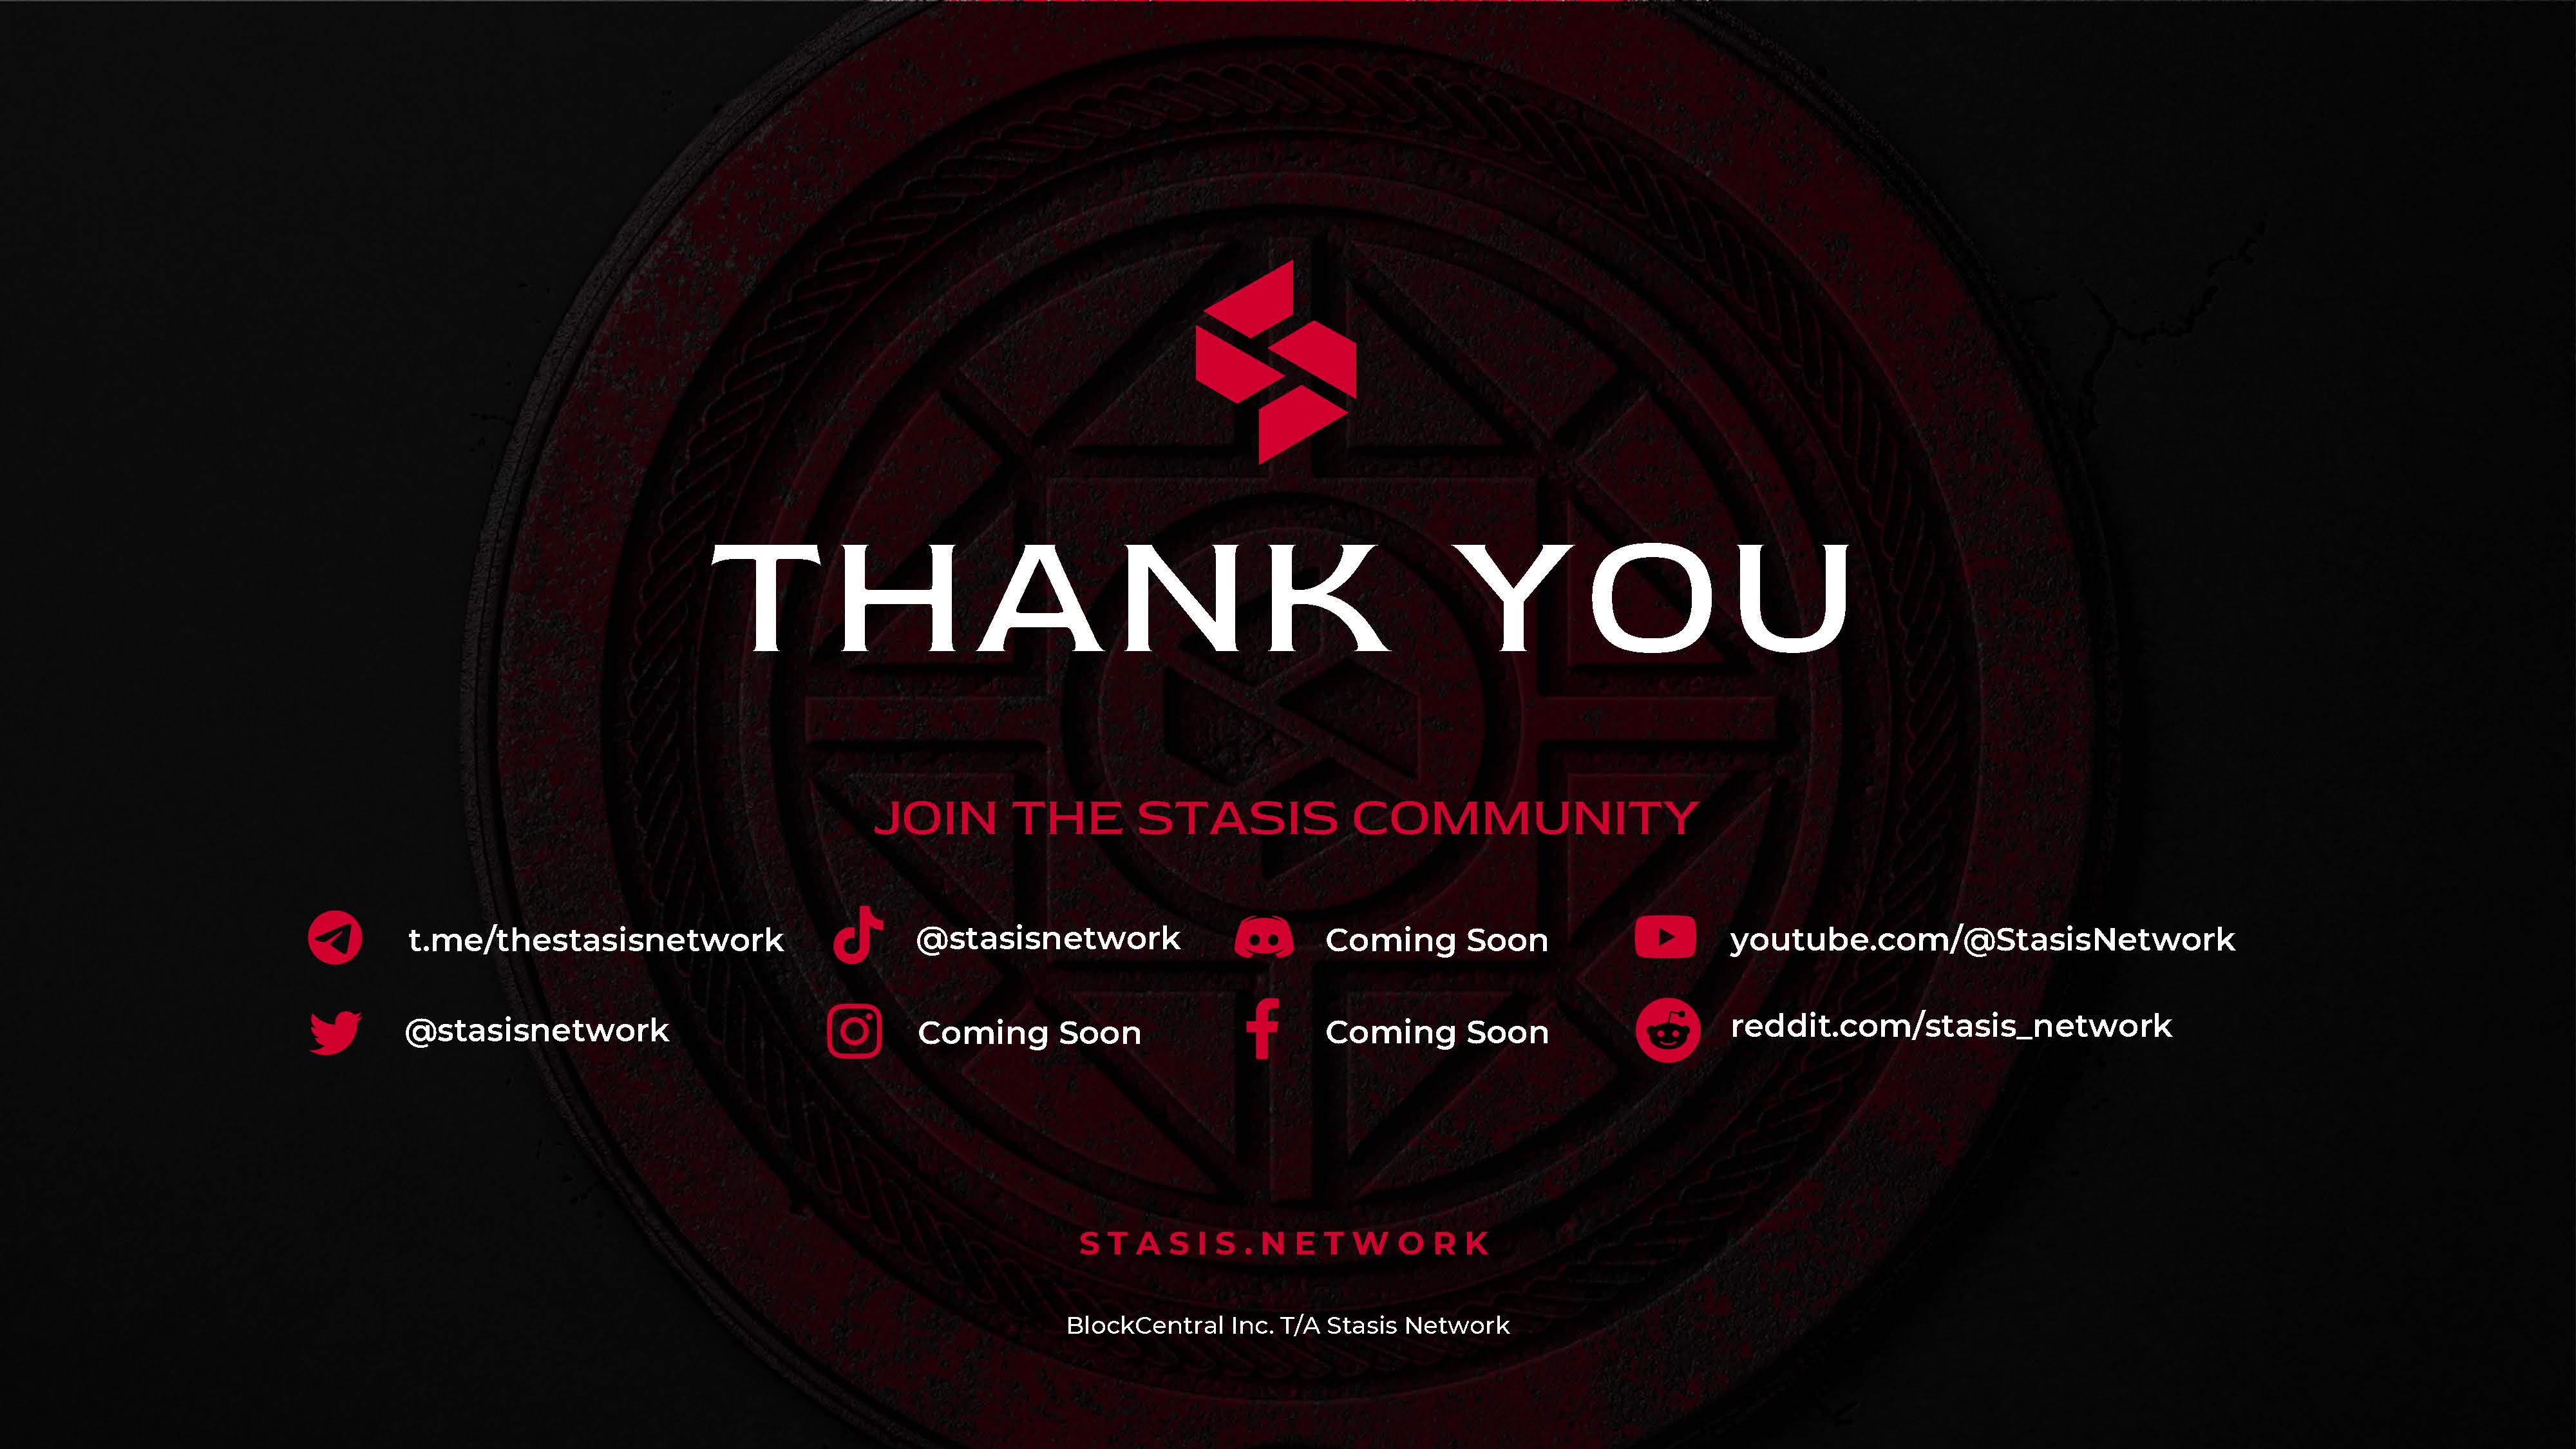 THANK YOU
JOIN THE STASIS COMMUNITY
t.me/thestasisnetwork
@stasisnetwork
Coming Soon
youtube.com/@StasisNetwork
@stasisnetwork
Coming Soon
Coming Soon
reddit.com/stasis_network
STASIS.NETWORK
BlockCentral Inc. T/A Stasis Network